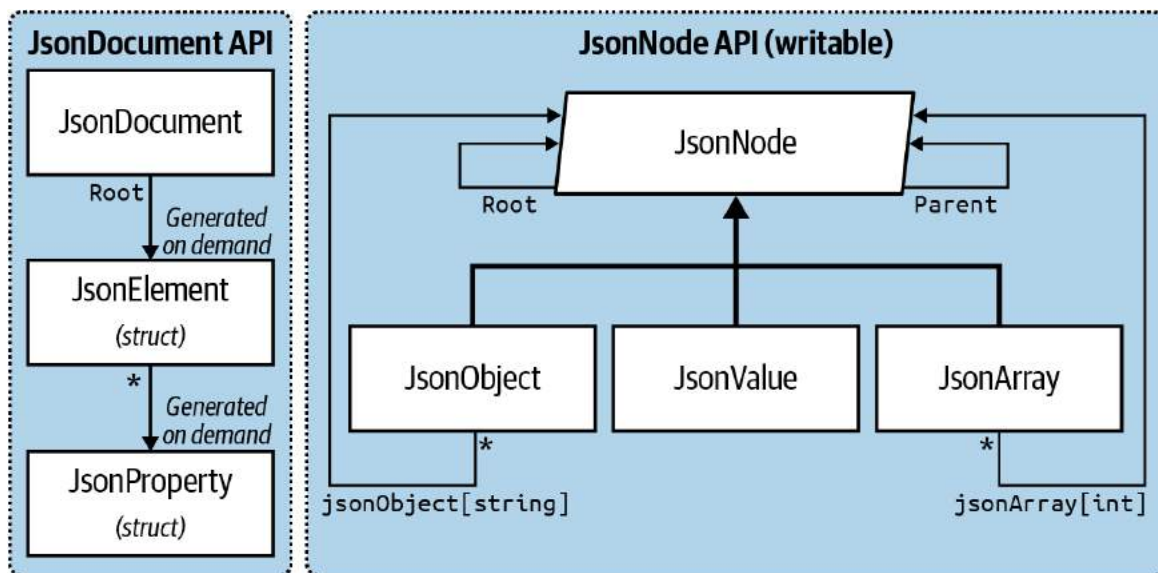 JsonDocument API
JsonDocument
Root
Generated
on demand
JsonElement
(struct)
*
Generated
on demand
JsonProperty
(struct)
JsonNode API (writable)
JsonNode
Root
Parent
JsonObject
JsonValue
JsonArray
*
*
jsonObject[string]
jsonArray[int]